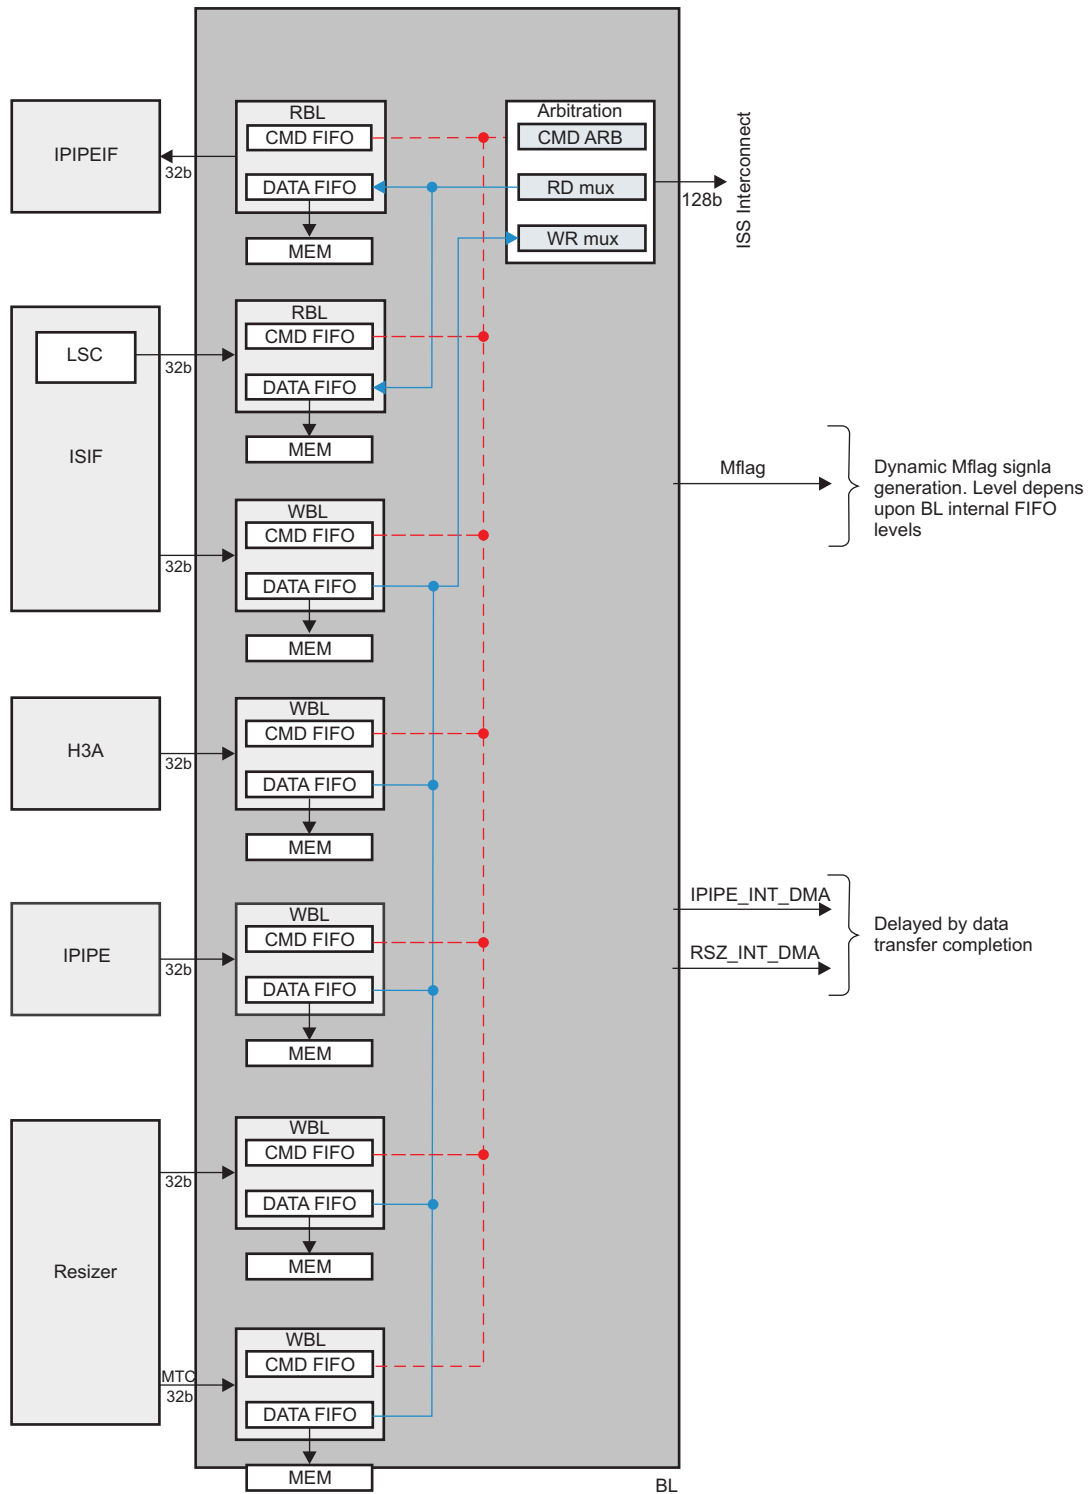 RBL
Arbitration
CMD FIFO
CMD ARB
IPIPEIF
32b
DATA FIFO
RD mux
128b
ISS Interconnect
MEM
WR mux
RBL
CMD FIFO
LSC
32b
DATA FIFO
MEM
ISIF
Mflag
Dynamic Mflag signla
generation. Level depens
upon BL internal FIFO
levels
WBL
CMD FIFO
32b
DATA FIFO
MEM
WBL
CMD FIFO
H3A
32b
DATA FIFO
MEM
WBL
CMD FIFO
IPIPE
32b
DATA FIFO
MEM
IPIPE_INT_DMA
RSZ_INT_DMA
Delayed by data
transfer completion
WBL
CMD FIFO
32b
DATA FIFO
MEM
Resizer
WBL
CMD FIFO
MTC
32b
DATA FIFO
MEM
BL